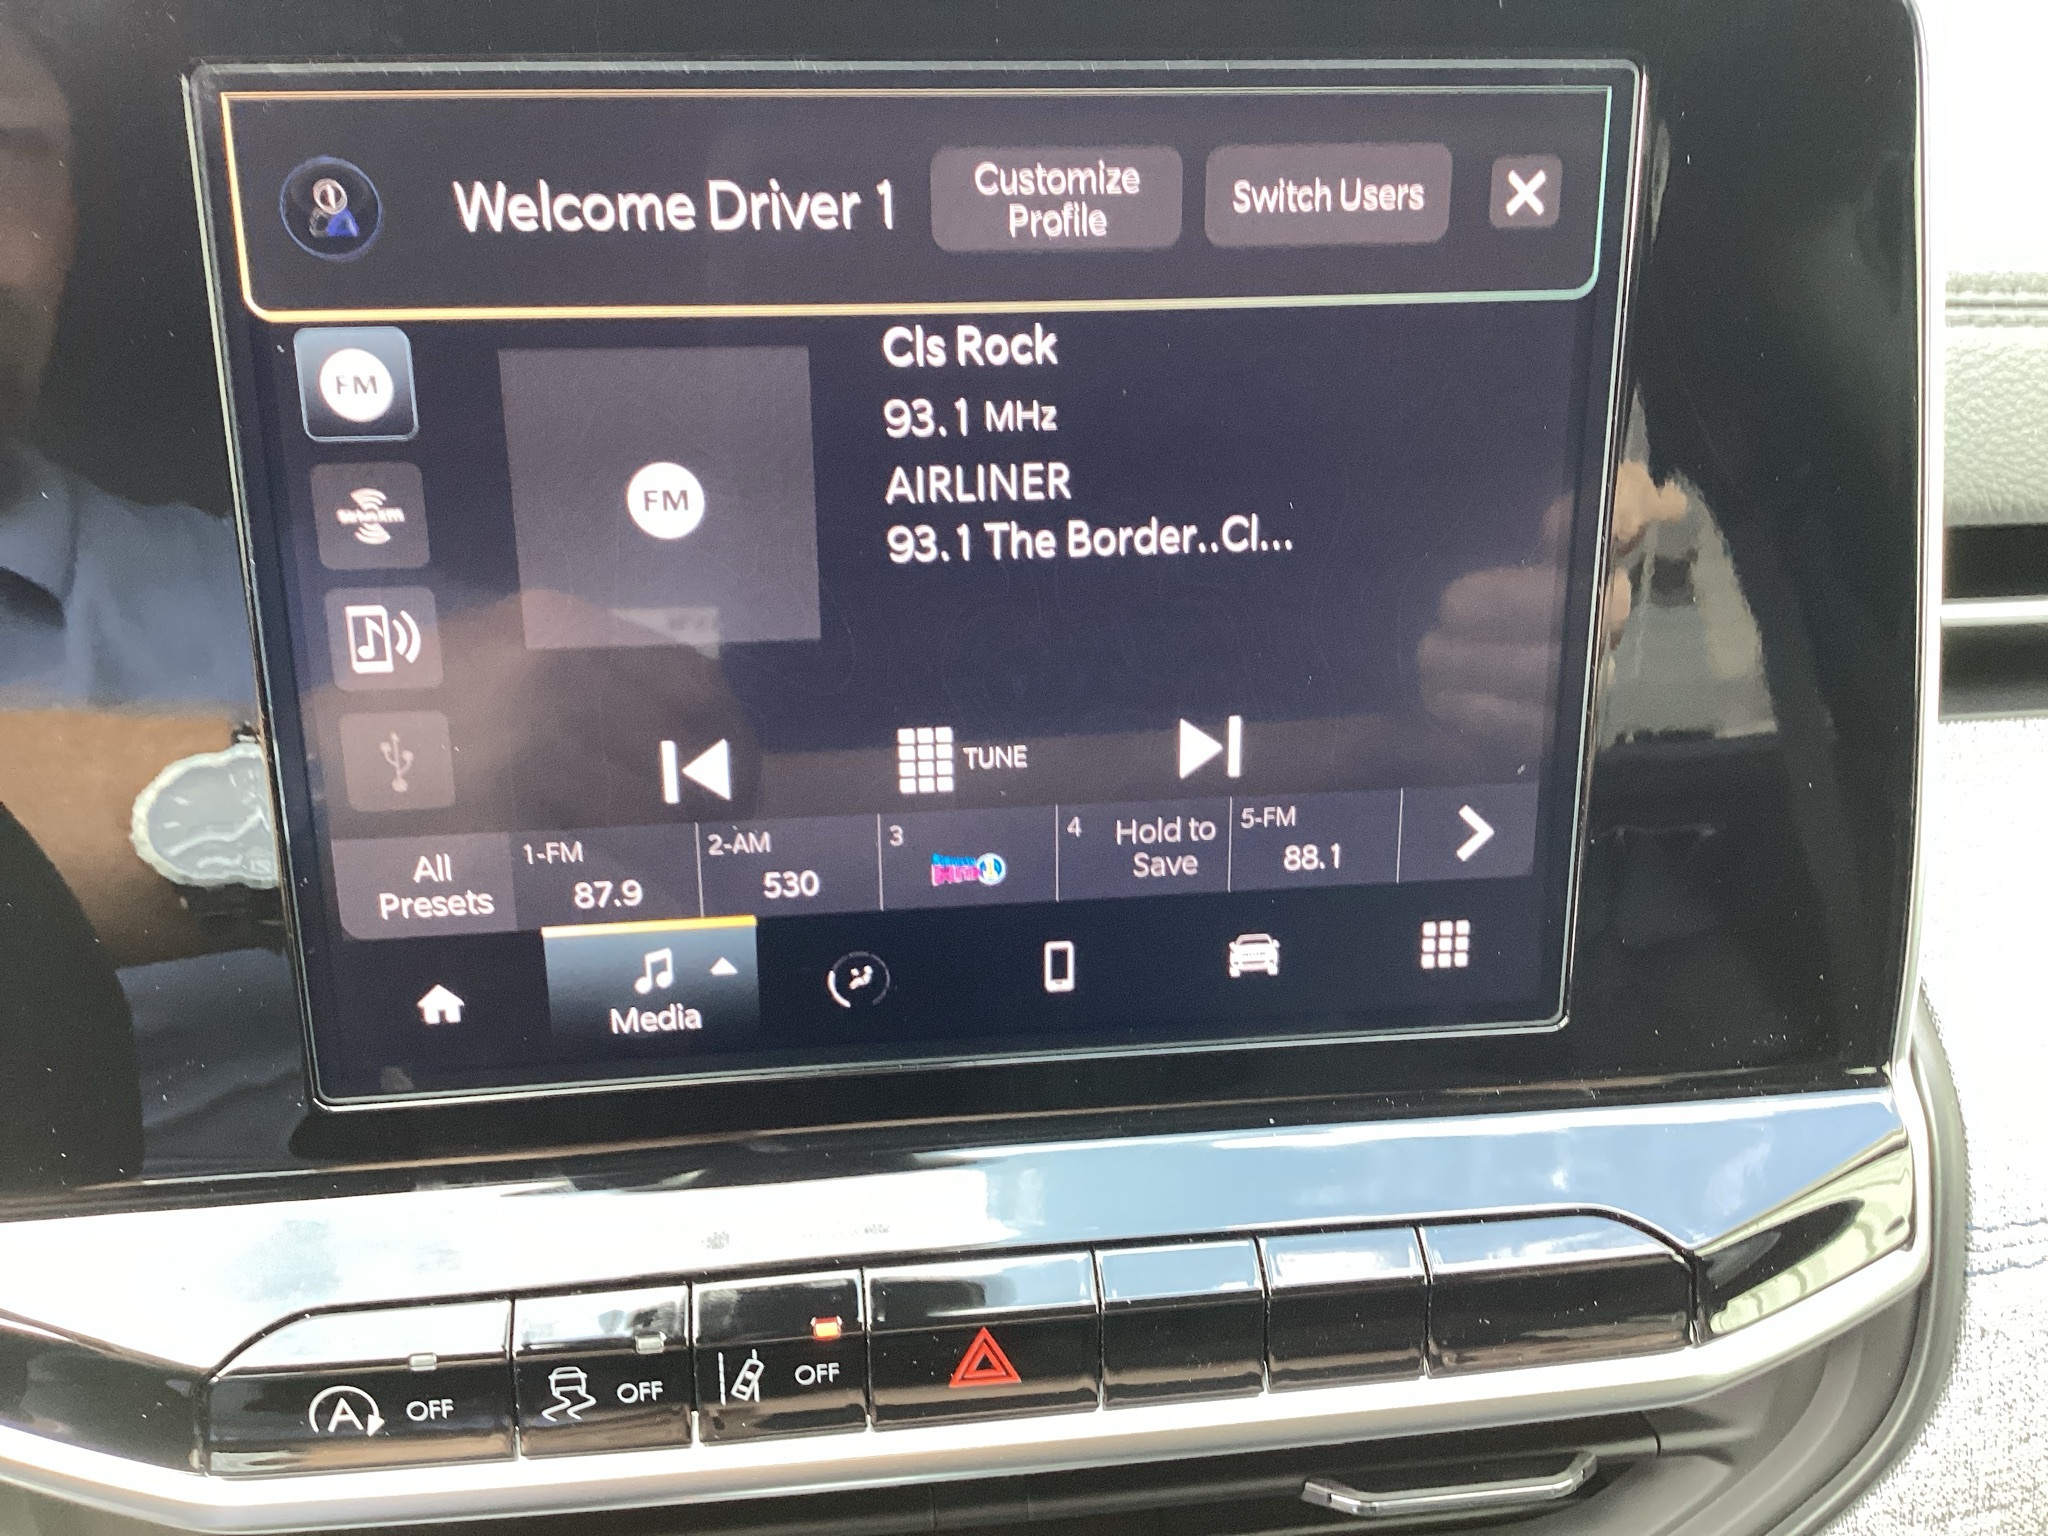 Welcome Driver 1
Customize
Profile
Switch Users
FM
Cls Rock
93.1 MHz
AIRLINER
93.1 The Border..Cl...
FM
SiriusXM
TUNE
All
Presets
1-FM
87.9
2-AM
530
3
4
Hold to
Save
5-FM
88.1
Media
A OFF
OFF
OFF